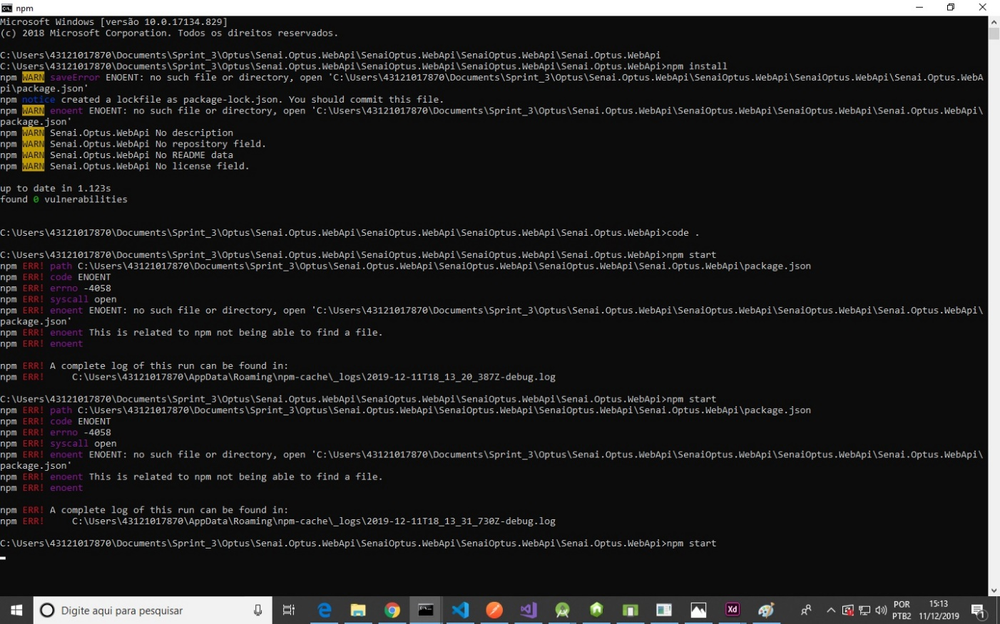 npm
Microsoft Windows [versão 10.0.17134.829]
(c) 2018 Microsoft Corporation. Todos os direitos reservados.
C:\Users\43121017870\Documents\Sprint_3\Optus\Senai.Optus.WebApi\SenaiOptus.WebApi\SenaiOptus.WebApi\Senai.Optus.WebApi
C:\Users\43121017870\Documents\Sprint_3\Optus\Senai.Optus.WebApi\SenaiOptus.WebApi\SenaiOptus.WebApi\Senai.Optus.WebApi>npm install
npm WARN saveError ENOENT: no such file or directory, open 'C:\Users\43121017870\Documents\Sprint_3\Optus\Senai.Optus.WebApi\SenaiOptus.WebApi\SenaiOptus.WebApi\Senai.Optus.WebA
pi\package.json'
npm notice created a lockfile as package-lock.json. You should commit this file.
npm WARN enoent ENOENT: no such file or directory, open 'C:\Users\43121017870\Documents\Sprint_3\Optus\Senai.Optus.WebApi\SenaiOptus.WebApi\SenaiOptus.WebApi\Senai.Optus.WebApi\
package.json'
npm WARN Senai.Optus.WebApi No description
npm WARN Senai.Optus.WebApi No repository field.
npm WARN Senai.Optus.WebApi No README data
npm WARN Senai.Optus.WebApi No license field.
up to date in 1.123s
found 0 vulnerabilities
C:\Users\43121017870\Documents\Sprint_3\Optus\Senai.Optus.WebApi\SenaiOptus.WebApi\SenaiOptus.WebApi\Senai.Optus.WebApi>code .
C:\Users\43121017870\Documents\Sprint_3\Optus\Senai.Optus.WebApi\SenaiOptus.WebApi\SenaiOptus.WebApi\Senai.Optus.WebApi>npm start
npm ERR! path C:\Users\43121017870\Documents\Sprint_3\Optus\Senai.Optus.WebApi\SenaiOptus.WebApi\SenaiOptus.WebApi\Senai.Optus.WebApi\package.json
npm ERR! code ENOENT
npm ERR! errno -4058
npm ERR! syscall open
npm ERR! enoent ENOENT: no such file or directory, open 'C:\Users\43121017870\Documents\Sprint_3\Optus\Senai.Optus.WebApi\SenaiOptus.WebApi\SenaiOptus.WebApi\Senai.Optus.WebApi\
package.json'
npm ERR! enoent This is related to npm not being able to find a file.
npm ERR! enoent
npm ERR! A complete log of this run can be found in:
npm ERR!     C:\Users\43121017870\AppData\Roaming\npm-cache\_logs\2019-12-11T18_13_20_387Z-debug.log
C:\Users\43121017870\Documents\Sprint_3\Optus\Senai.Optus.WebApi\SenaiOptus.WebApi\SenaiOptus.WebApi\Senai.Optus.WebApi>npm start
npm ERR! path C:\Users\43121017870\Documents\Sprint_3\Optus\Senai.Optus.WebApi\SenaiOptus.WebApi\SenaiOptus.WebApi\Senai.Optus.WebApi\package.json
npm ERR! code ENOENT
npm ERR! errno -4058
npm ERR! syscall open
npm ERR! enoent ENOENT: no such file or directory, open 'C:\Users\43121017870\Documents\Sprint_3\Optus\Senai.Optus.WebApi\SenaiOptus.WebApi\SenaiOptus.WebApi\Senai.Optus.WebApi\
package.json'
npm ERR! enoent This is related to npm not being able to find a file.
npm ERR! enoent
npm ERR! A complete log of this run can be found in:
npm ERR!     C:\Users\43121017870\AppData\Roaming\npm-cache\_logs\2019-12-11T18_13_31_730Z-debug.log
C:\Users\43121017870\Documents\Sprint_3\Optus\Senai.Optus.WebApi\SenaiOptus.WebApi\SenaiOptus.WebApi\Senai.Optus.WebApi>npm start
Digite aqui para pesquisar
Xd
POR
PTB2
15:13
11/12/2019
1